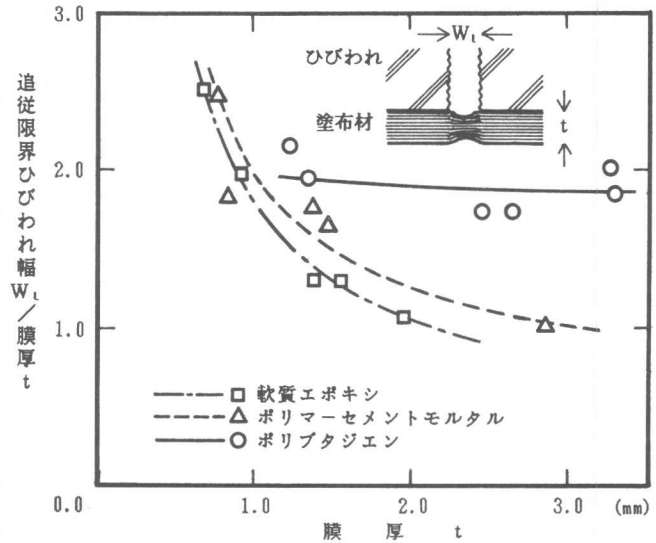 3.0
2.0
1.0
0.0
追従限界ひびわれ幅Wι/膜厚t
ひびわれ
Wι
塗布材
t
軟質エポキシ
ポリマーセメントモルタル
ポリブタジエン
1.0 2.0 3.0 (mm)
膜 厚 t